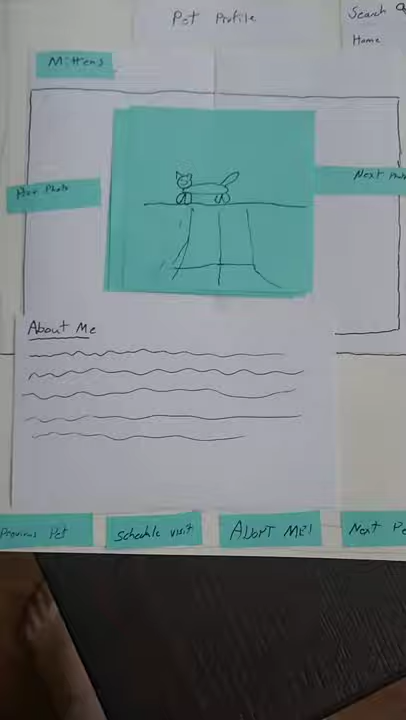 Pet Profile
Search
Home
Mittens
Prev Photo
Next Photo
About Me
Previous Pet
Schedule visit
ADOPT ME!
Next Pe